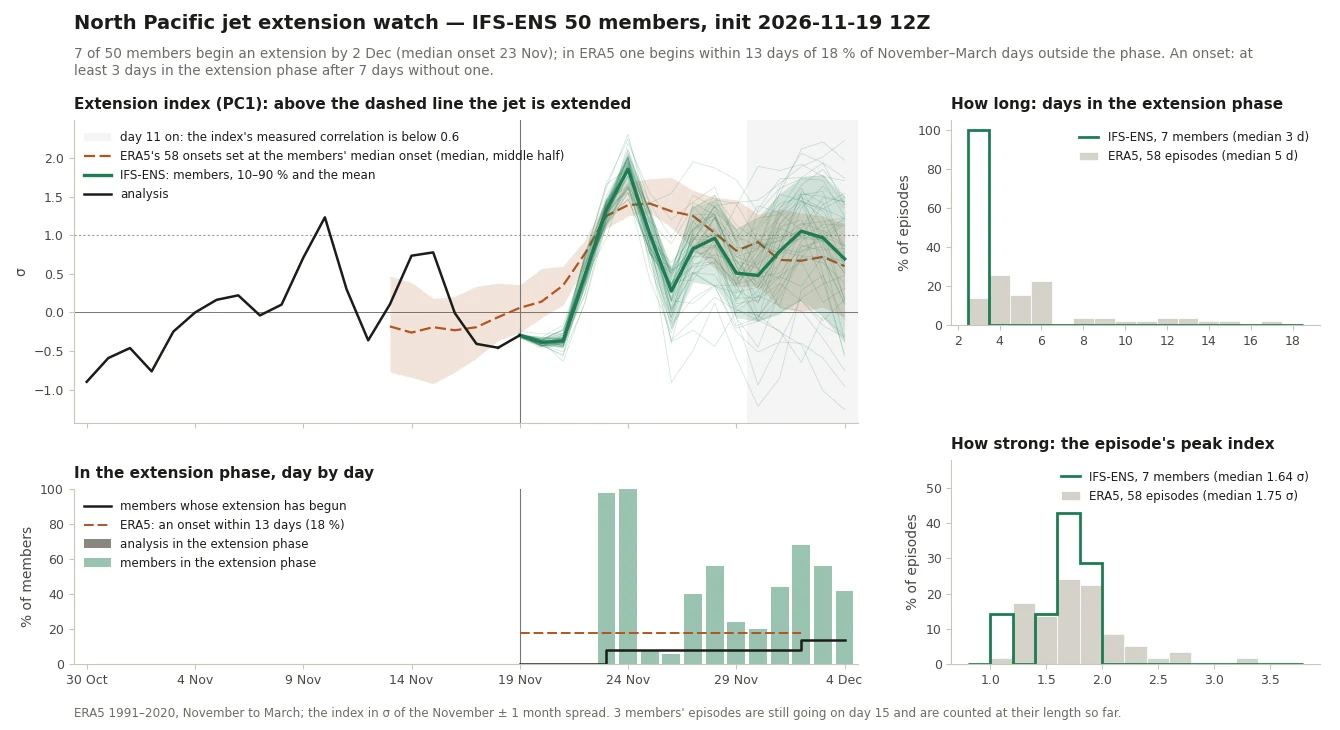 North Pacific jet extension watch — IFS-ENS 50 members, init 2026-11-19 12Z
7 of 50 members begin an extension by 2 Dec (median onset 23 Nov); in ERA5 one begins within 13 days of 18 % of November–March days outside the phase. An onset: at
least 3 days in the extension phase after 7 days without one.
Extension index (PC1): above the dashed line the jet is extended
day 11 on: the index's measured correlation is below 0.6
ERA5's 58 onsets set at the members' median onset (median, middle half)
IFS-ENS: members, 10–90 % and the mean
analysis
σ
2.0
1.5
1.0
0.5
0.0
−0.5
−1.0
How long: days in the extension phase
IFS-ENS, 7 members (median 3 d)
ERA5, 58 episodes (median 5 d)
% of episodes
100
80
60
40
20
0
2 4 6 8 10 12 14 16 18
In the extension phase, day by day
members whose extension has begun
ERA5: an onset within 13 days (18 %)
analysis in the extension phase
members in the extension phase
% of members
100
80
60
40
20
0
30 Oct 4 Nov 9 Nov 14 Nov 19 Nov 24 Nov 29 Nov 4 Dec
How strong: the episode's peak index
IFS-ENS, 7 members (median 1.64 σ)
ERA5, 58 episodes (median 1.75 σ)
% of episodes
50
40
30
20
10
0
1.0 1.5 2.0 2.5 3.0 3.5
ERA5 1991–2020, November to March; the index in σ of the November ± 1 month spread. 3 members' episodes are still going on day 15 and are counted at their length so far.